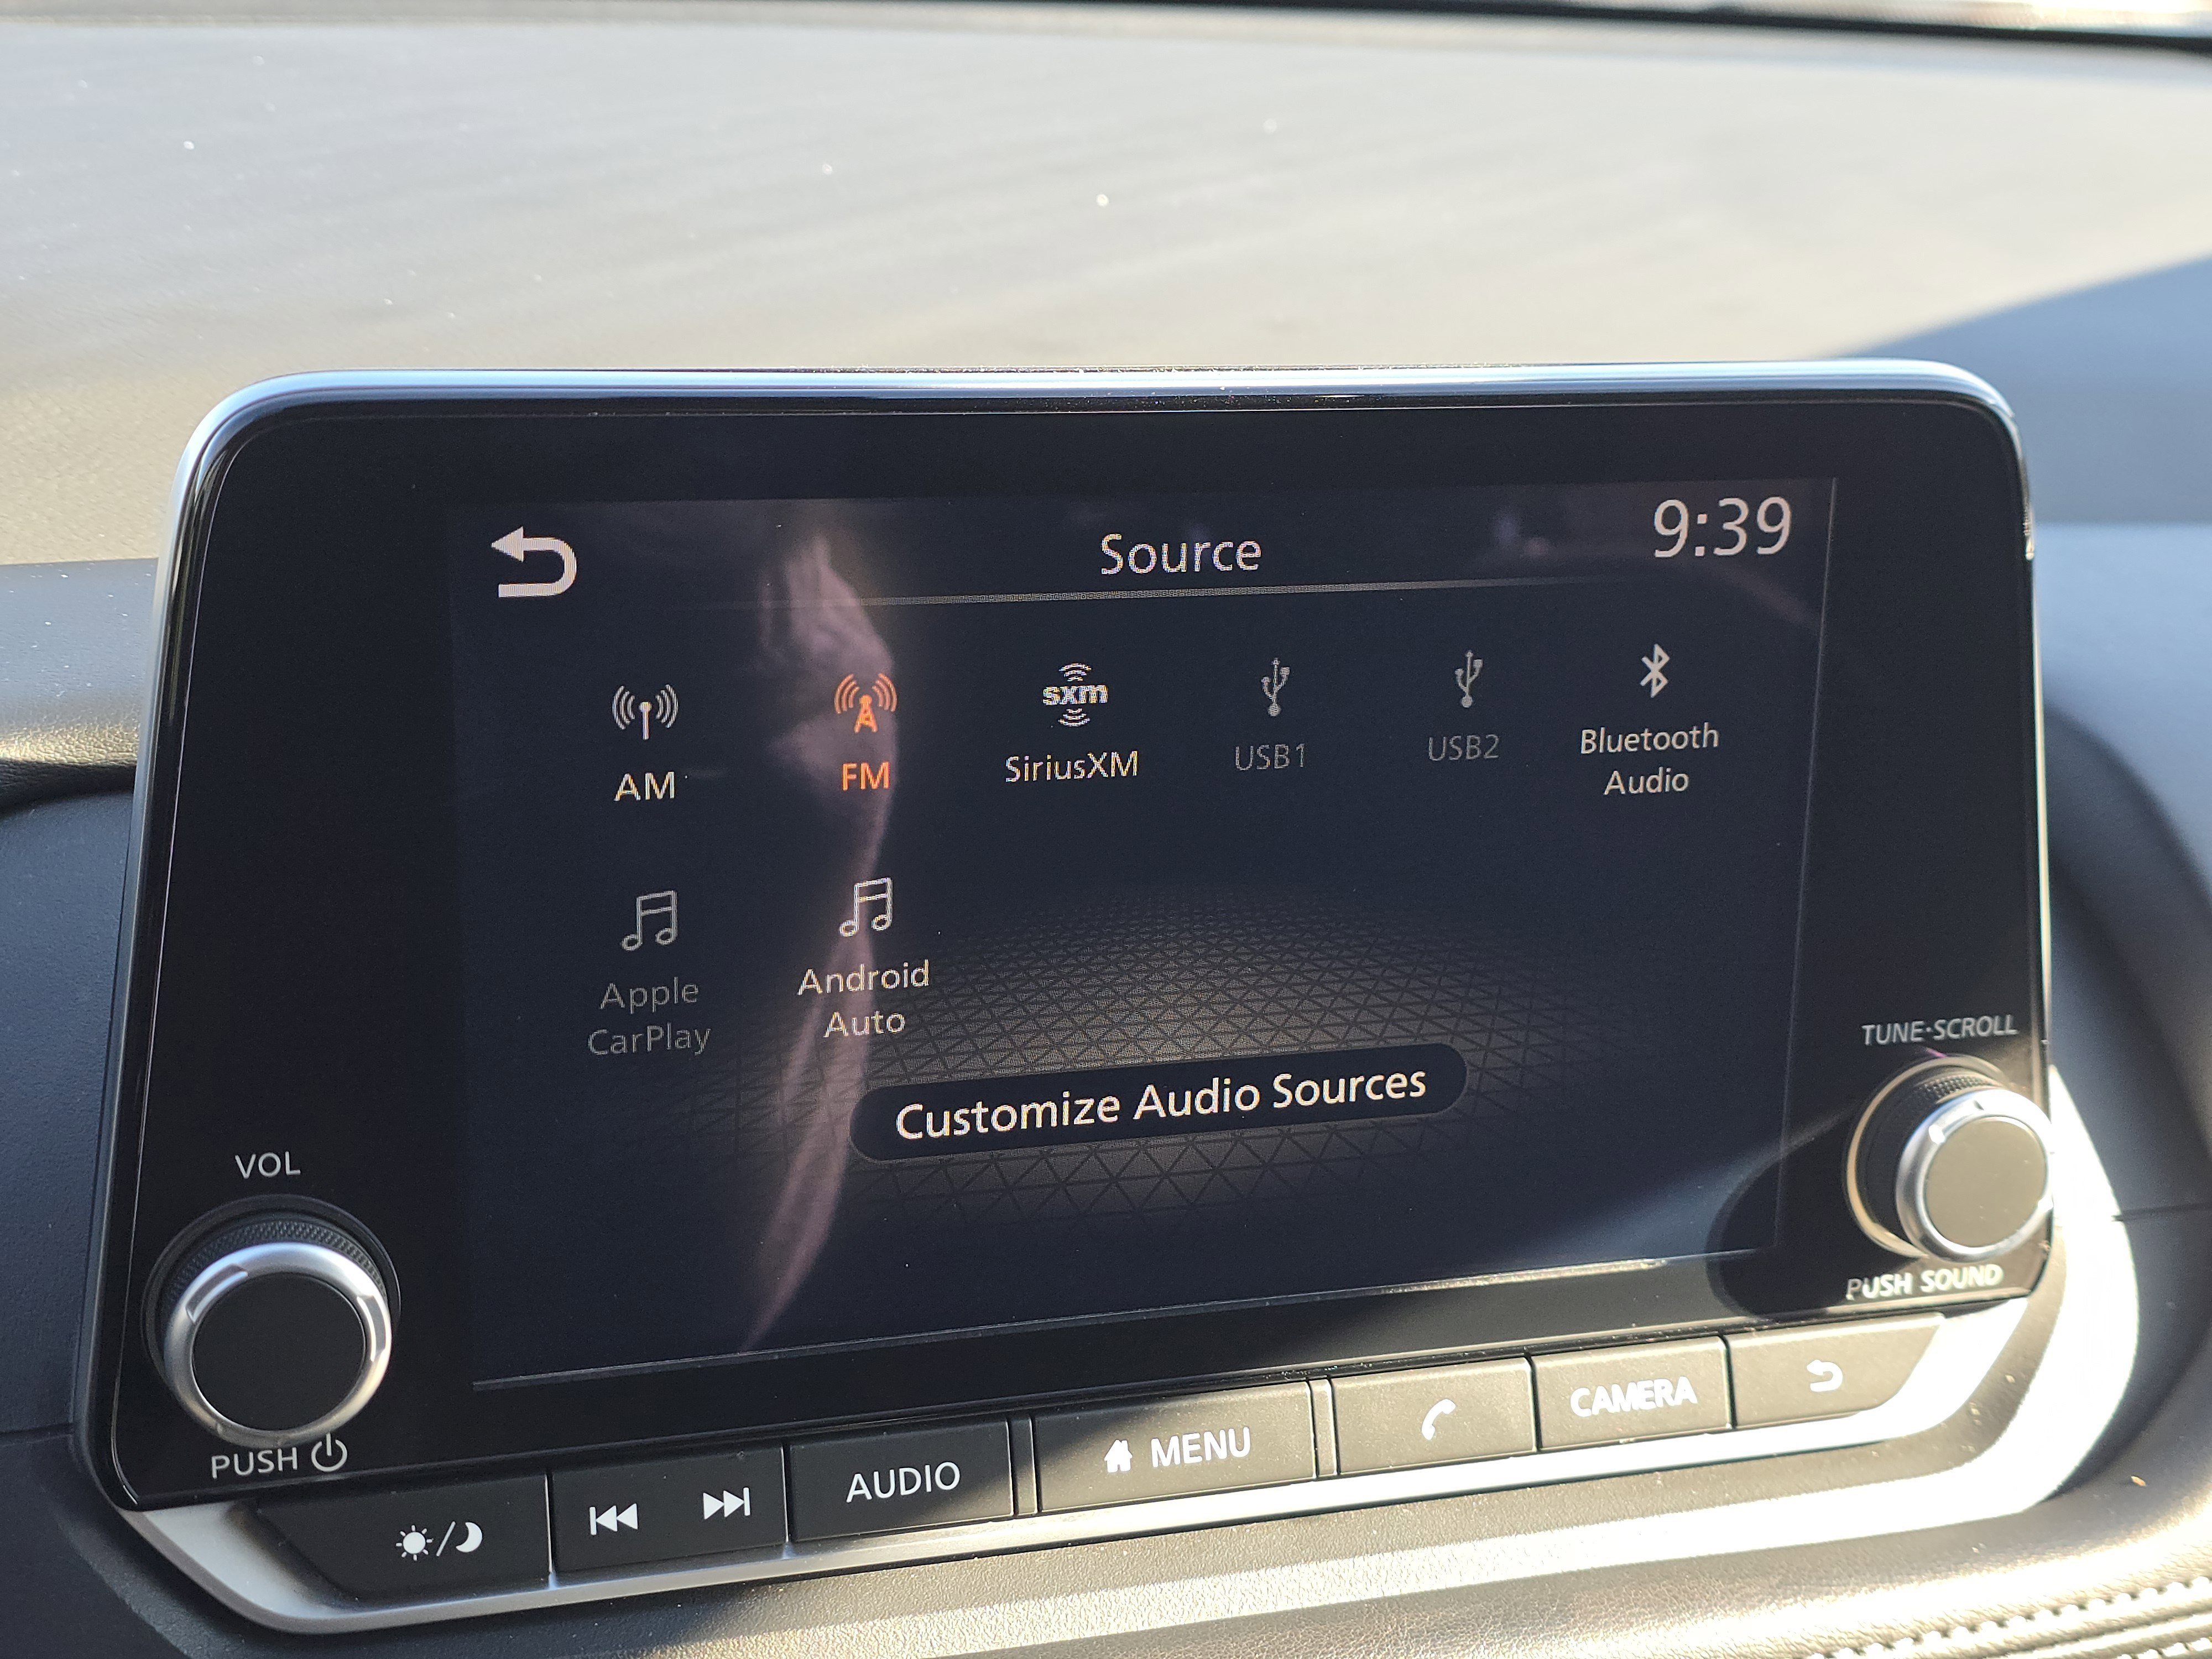 Source
9:39
AM
FM
sxm
SiriusXM
USB1
USB2
Bluetooth
Audio
Apple
CarPlay
Android
Auto
Customize Audio Sources
VOL
PUSH
TUNE·SCROLL
PUSH SOUND
AUDIO
MENU
CAMERA